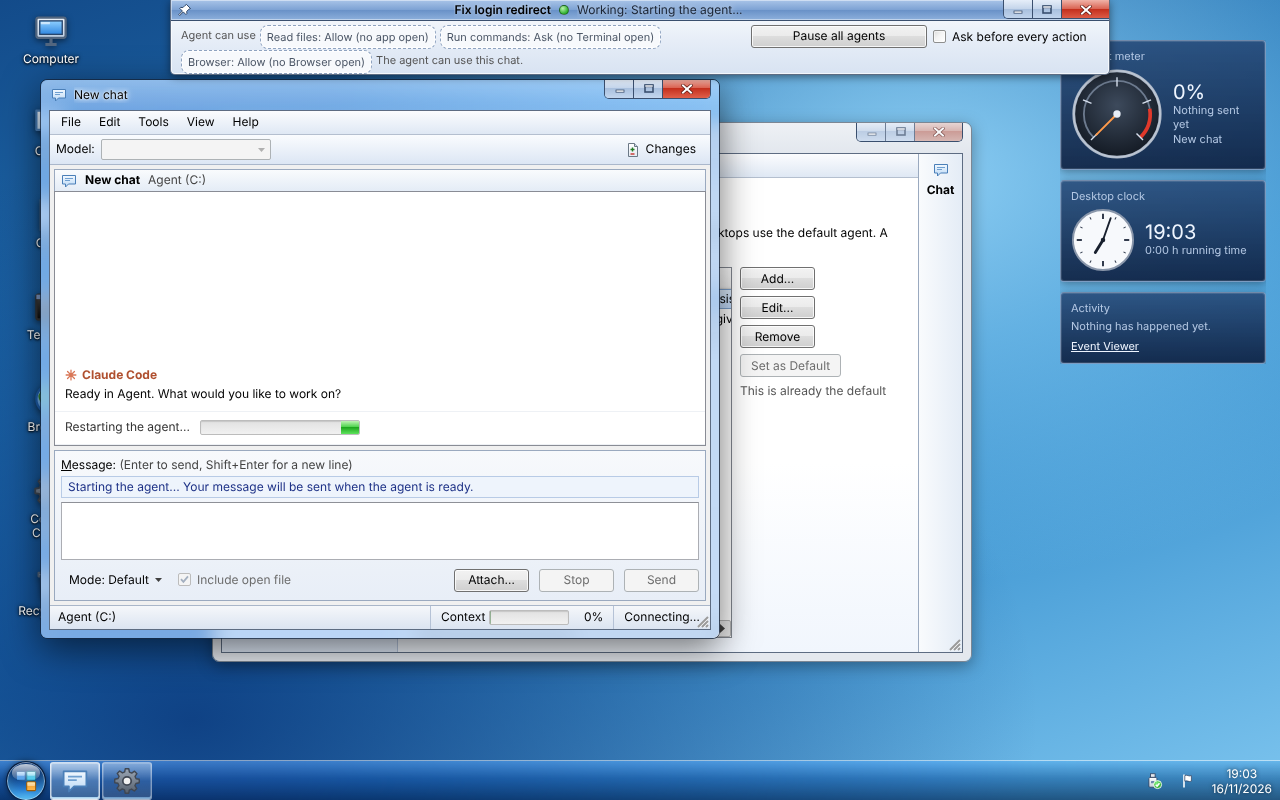 Computer
Fix login redirect Working: Starting the agent...
Agent can use Read files: Allow (no app open) Run commands: Ask (no Terminal open)
Browser: Allow (no Browser open) The agent can use this chat.
Pause all agents Ask before every action
New chat
File Edit Tools View Help
Model: Changes
New chat Agent (C:)
Claude Code
Ready in Agent. What would you like to work on?
Restarting the agent...
Message: (Enter to send, Shift+Enter for a new line)
Starting the agent... Your message will be sent when the agent is ready.
Mode: Default Include open file Attach... Stop Send
Agent (C:) Context 0% Connecting...
use the default agent. A
Add...
Edit...
Remove
Set as Default
This is already the default
Chat
meter
0%
Nothing sent
yet
New chat
Desktop clock
19:03
0:00 h running time
Activity
Nothing has happened yet.
Event Viewer
19:03
16/11/2026